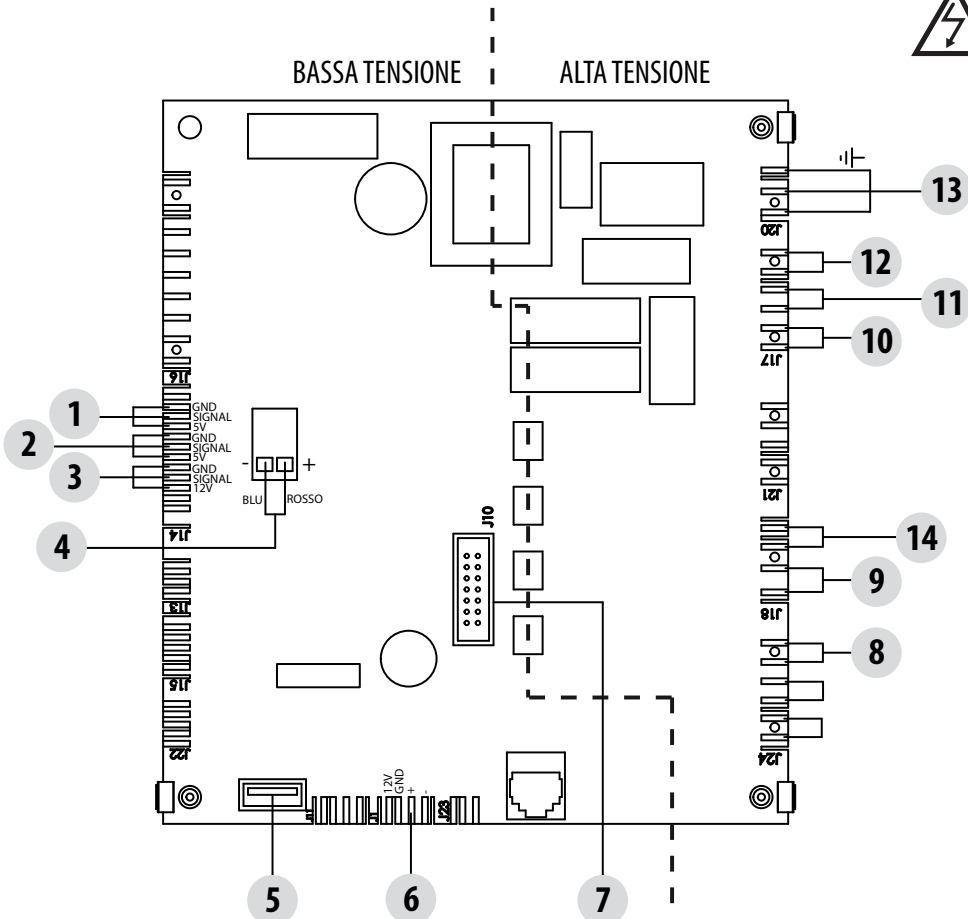 BASSA TENSIONE
ALTA TENSIONE
13
J20
12
11
10
J17
J16
1
GND
SIGNAL
5V
2
GND
SIGNAL
5V
3
GND
SIGNAL
12V
- +
BLU ROSSO
4
J14
J10
J21
14
9
J18
J13
8
J15
J22
J24
12V
GND
+
-
J1
J23
5
6
7